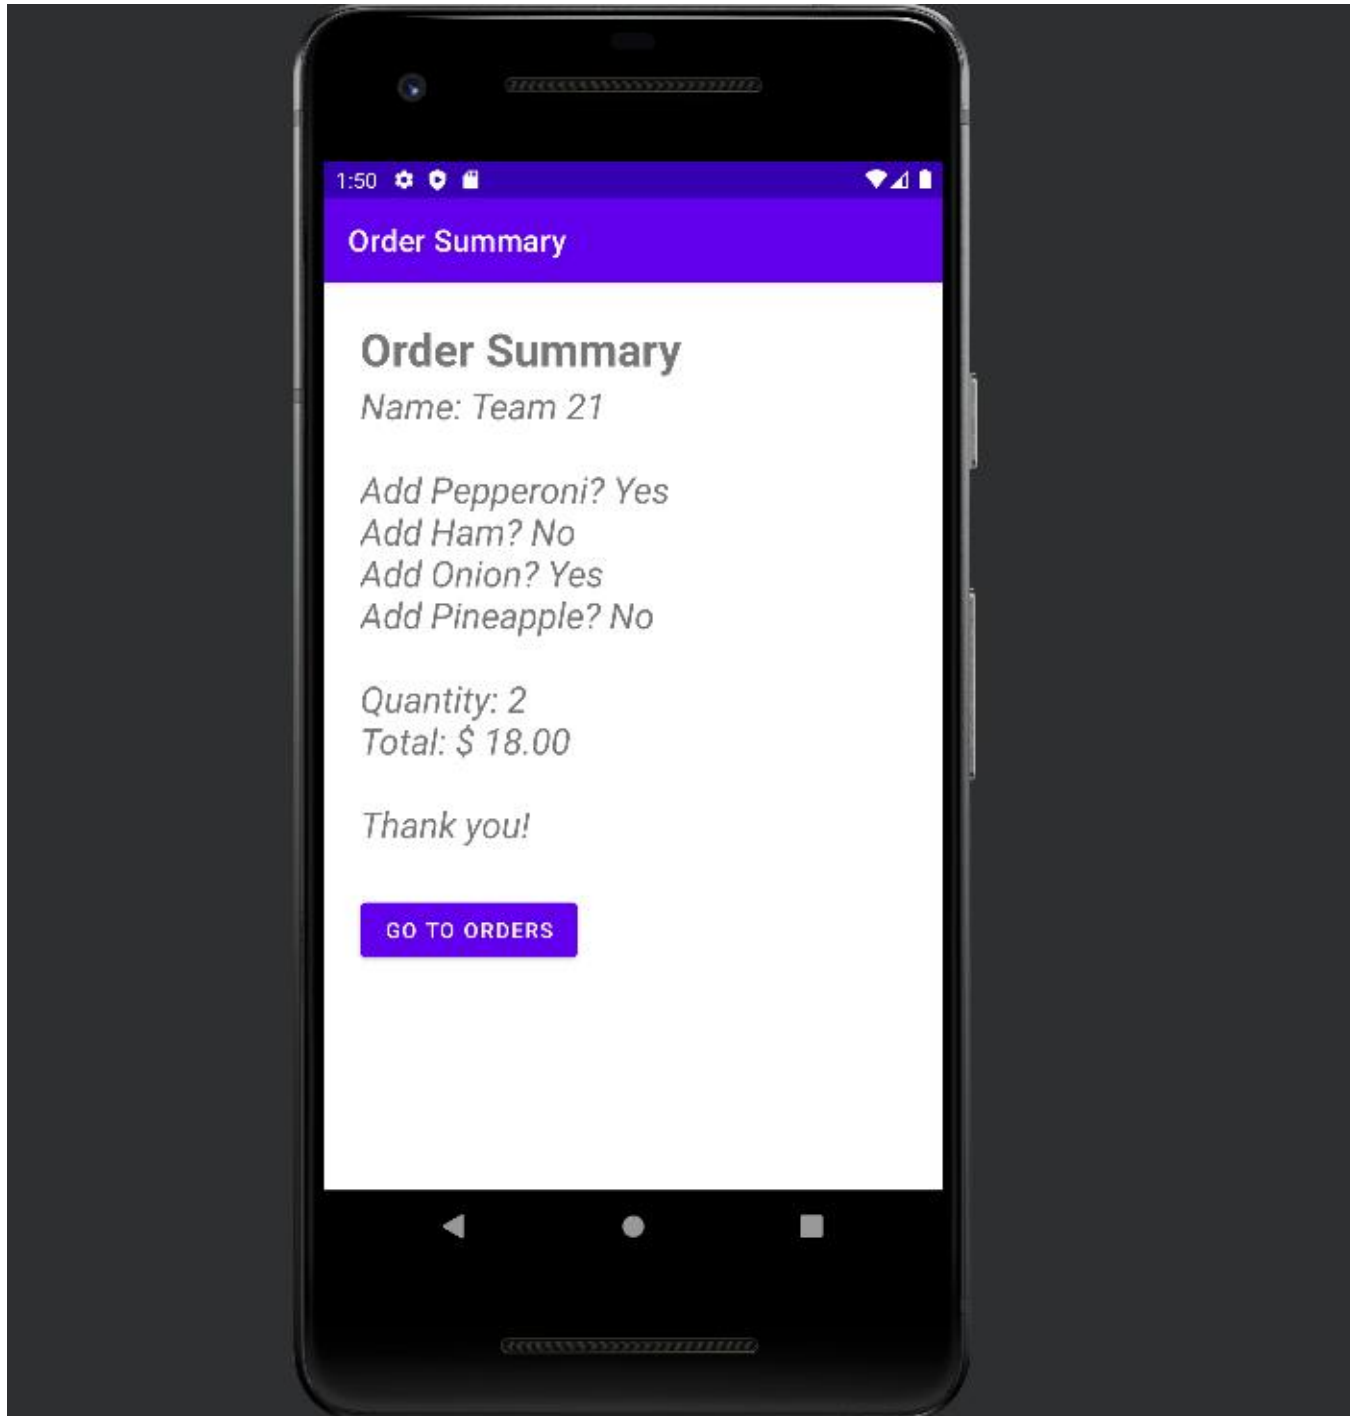 1:50
Order Summary
Order Summary
Name: Team 21
Add Pepperoni? Yes
Add Ham? No
Add Onion? Yes
Add Pineapple? No
Quantity: 2
Total: $ 18.00
Thank you!
GO TO ORDERS